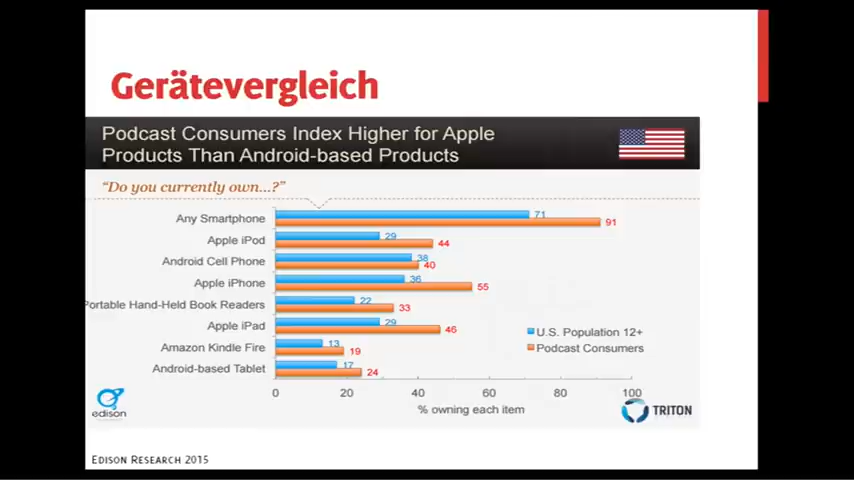 Gerätevergleich
Podcast Consumers Index Higher for Apple
Products Than Android-based Products
“Do you currently own...?”
Any Smartphone
71
91
Apple iPod
29
44
Android Cell Phone
38
40
Apple iPhone
36
55
Portable Hand-Held Book Readers
22
33
Apple iPad
29
46
Amazon Kindle Fire
13
19
Android-based Tablet
17
24
U.S. Population 12+
Podcast Consumers
0 20 40 60 80 100
% owning each item
edison
TRITON
EDISON RESEARCH 2015